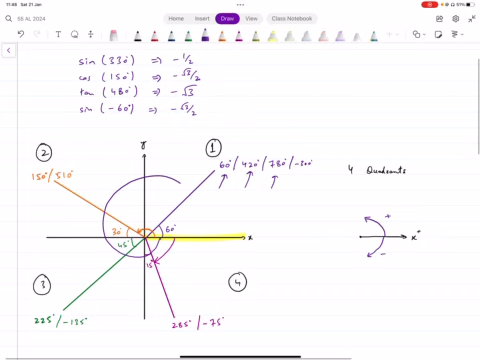 11:48 Sat 21 Jan
51%
SS AL 2024
Home Insert Draw View Class Notebook
sin (330°) ⇒ -1/2
cos (150°) ⇒ -√3/2
tan (480°) ⇒ -√3
sin (-60°) ⇒ -√3/2
2
y
1
150°/510°
60°/420°/780°/-300°
4 Quadrants
30°
60°
x
+
x°
45°
-
15°
3
4
225°/-135°
285°/-75°